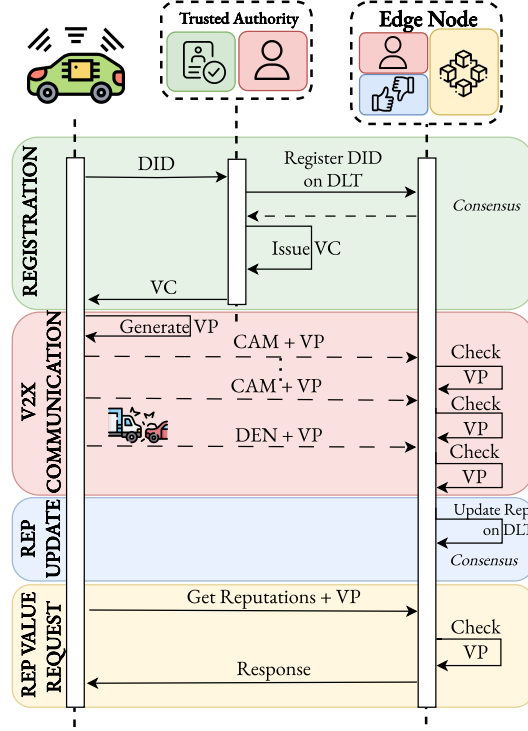 Trusted Authority
Edge Node
REGISTRATION
DID
Register DID
on DLT
Consensus
Issue VC
VC
V2X
COMMUNICATION
Generate VP
CAM + VP
Check
VP
CAM + VP
Check
VP
DEN + VP
Check
VP
REP
UPDATE
Update Rep
on DLT
Consensus
REP VALUE
REQUEST
Get Reputations + VP
Check
VP
Response